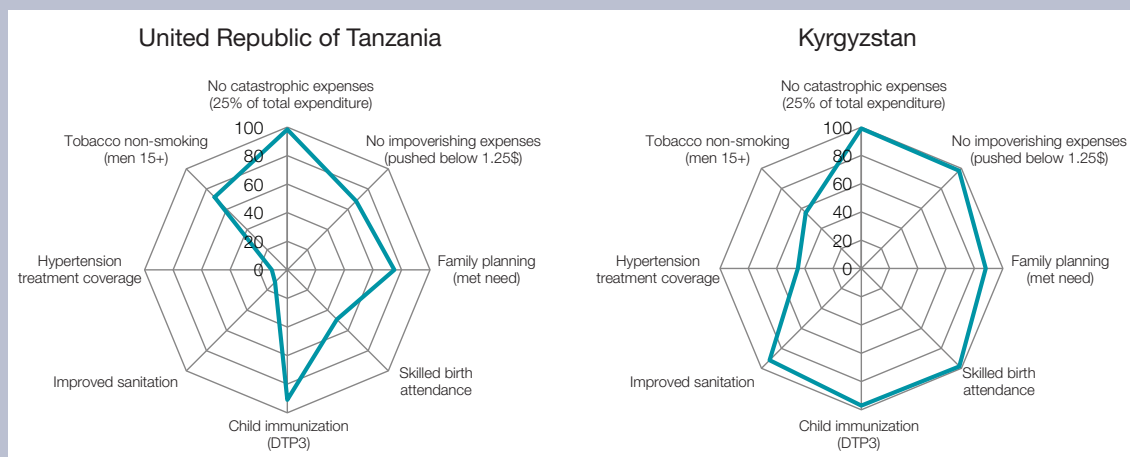 United Republic of Tanzania
No catastrophic expenses
(25% of total expenditure)
No impoverishing expenses
(pushed below 1.25$)
Family planning
(met need)
Skilled birth
attendance
Child immunization
(DTP3)
Improved sanitation
Hypertension
treatment coverage
Tobacco non-smoking
(men 15+)
100
80
60
40
20
0
Kyrgyzstan
No catastrophic expenses
(25% of total expenditure)
No impoverishing expenses
(pushed below 1.25$)
Family planning
(met need)
Skilled birth
attendance
Child immunization
(DTP3)
Improved sanitation
Hypertension
treatment coverage
Tobacco non-smoking
(men 15+)
100
80
60
40
20
0